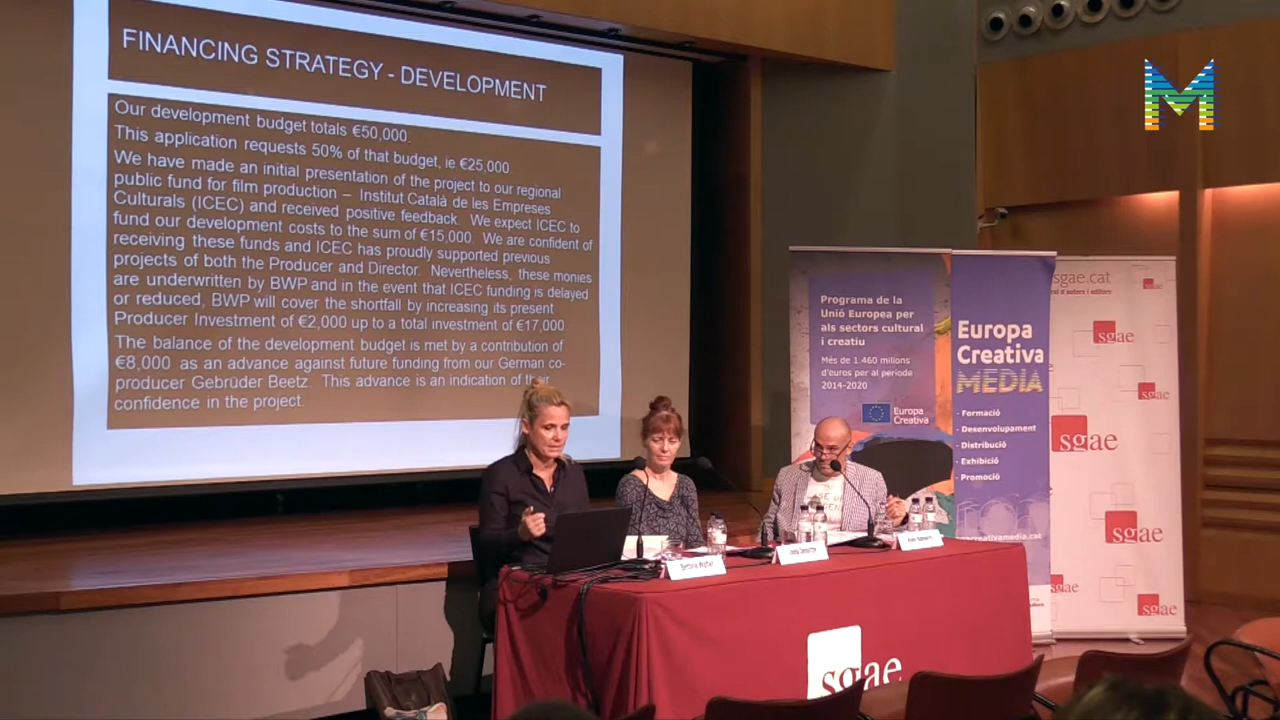 FINANCING STRATEGY - DEVELOPMENT
Our development budget totals €50,000.
This application requests 50% of that budget, ie €25,000
We have made an initial presentation of the project to our regional
public fund for film production – Institut Català de les Empreses
Culturals (ICEC) and received positive feedback. We expect ICEC to
fund our development costs to the sum of €15,000. We are confident of
receiving these funds and ICEC has proudly supported previous
projects of both the Producer and Director. Nevertheless, these monies
are underwritten by BWP and in the event that ICEC funding is delayed
or reduced, BWP will cover the shortfall by increasing its present
Producer Investment of €2,000 up to a total investment of €17,000
The balance of the development budget is met by a contribution of
€8,000 as an advance against future funding from our German co-
producer Gebrüder Beetz. This advance is an indication of their
confidence in the project.
M
Programa de la
Unió Europea per
als sectors cultural
i creatiu
Més de 1.460 milions
d'euros per al període
2014-2020
Europa
Creativa
Europa
Creativa
MEDIA
- Formació
- Desenvolupament
- Distribució
- Exhibició
- Promoció
sgae.cat
sgae
sgae
sgae
sgae
sgae
sgae
sgae